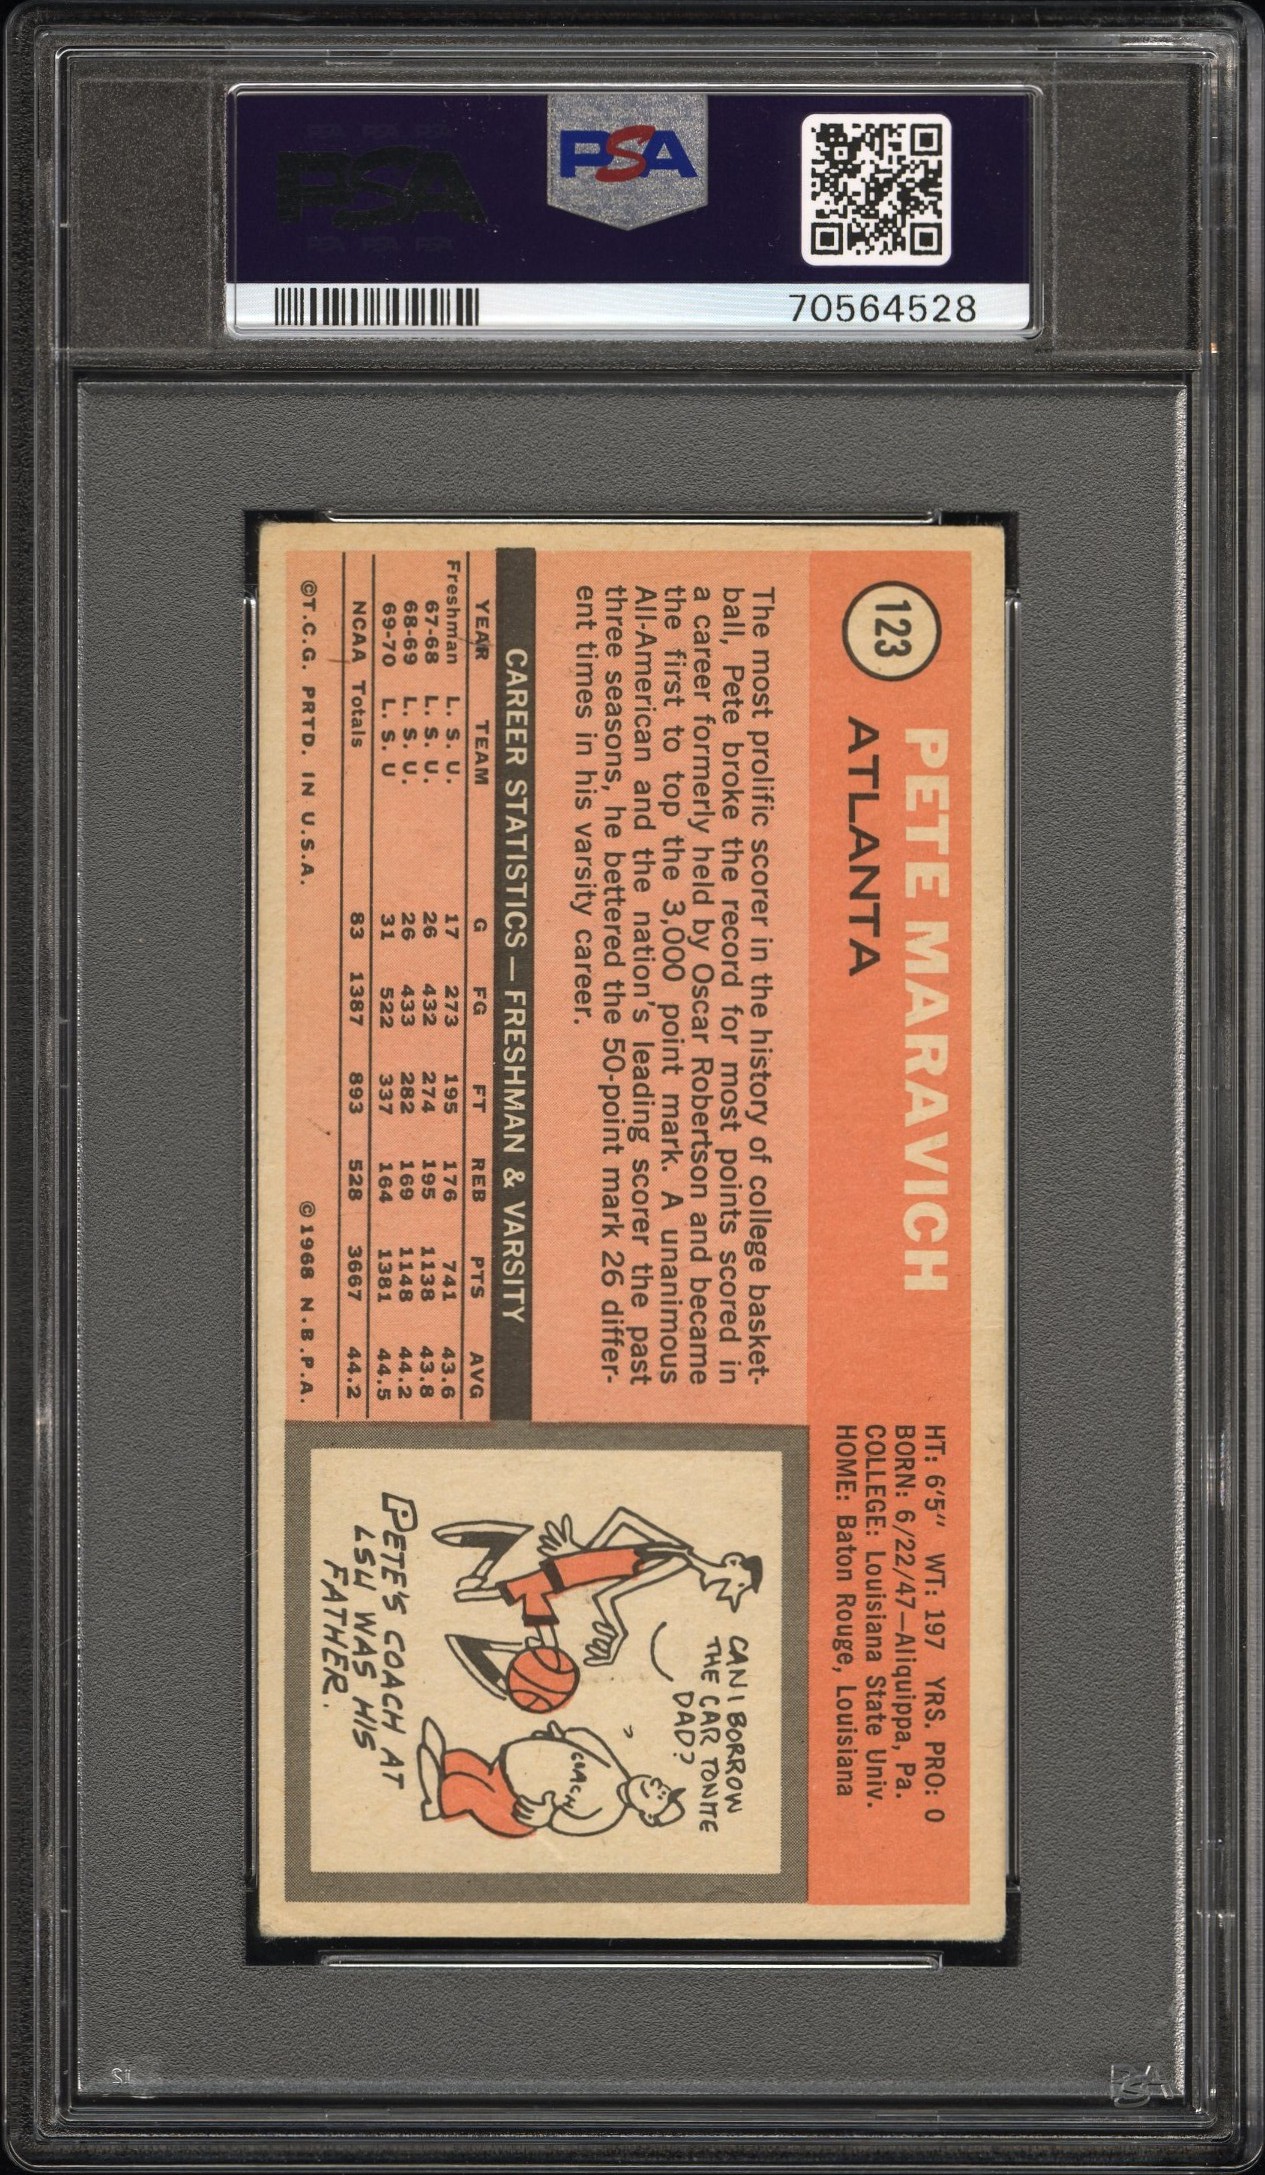 PSA PSA PSA
PSA
PSA PSA PSA
PSA
70564528
123
PETE MARAVICH
ATLANTA
HT: 6'5" WT: 197 YRS. PRO: 0
BORN: 6/22/47—Aliquippa, Pa.
COLLEGE: Louisiana State Univ.
HOME: Baton Rouge, Louisiana
The most prolific scorer in the history of college basket-
ball, Pete broke the record for most points scored in
a career formerly held by Oscar Robertson and became
the first to top the 3,000 point mark. A unanimous
All-American and the nation's leading scorer the past
three seasons, he bettered the 50-point mark 26 differ-
ent times in his varsity career.
CAREER STATISTICS — FRESHMAN & VARSITY
YEAR TEAM G FG FT REB PTS AVG
Freshman L. S. U. 17 273 195 176 741 43.6
67-68 L. S. U. 26 432 274 195 1138 43.8
68-69 L. S. U. 26 433 282 169 1148 44.2
69-70 L. S. U 31 522 337 164 1381 44.5
NCAA Totals 83 1387 893 528 3667 44.2
©T.C.G. PRTD. IN U.S.A. ©1968 N.B.P.A.
CAN I BORROW
THE CAR TONITE
DAD?
COACH
PETE'S COACH AT
LSU WAS HIS
FATHER.
PSA